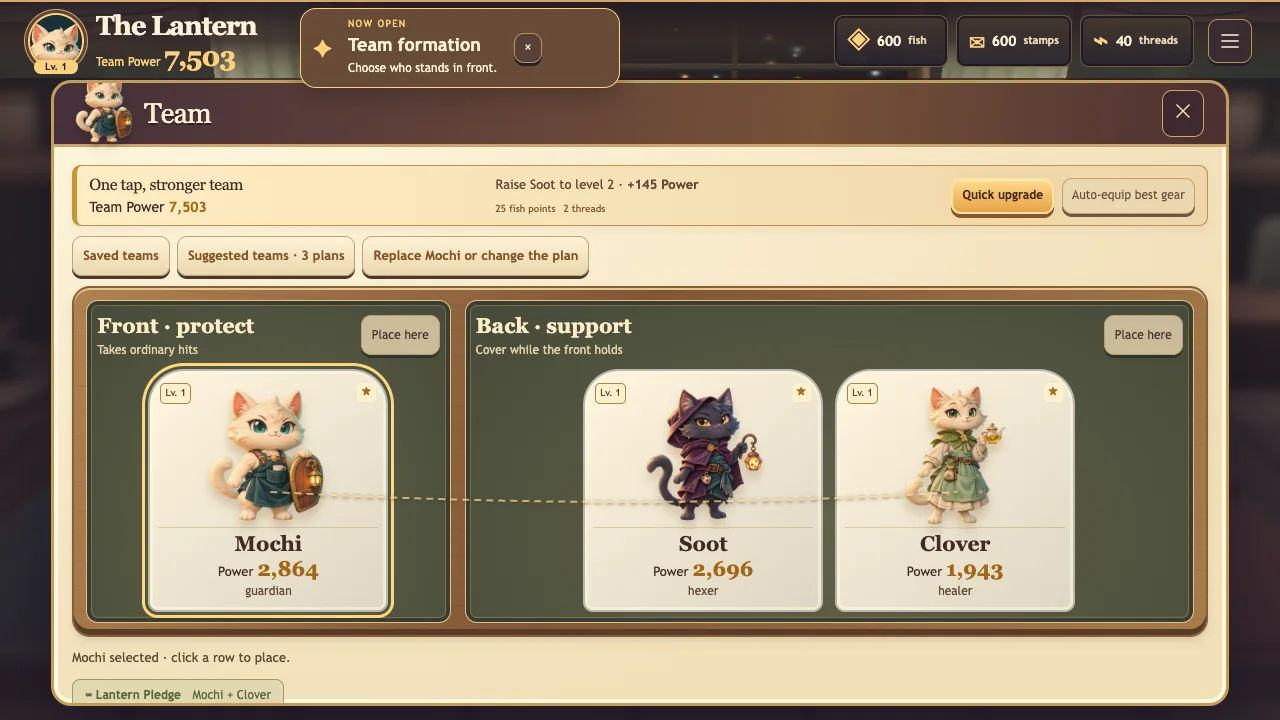 The Lantern
Team Power 7,503
Lv. 1
NOW OPEN
Team formation
Choose who stands in front.
×
600 fish
600 stamps
40 threads
Team
One tap, stronger team
Team Power 7,503
Raise Soot to level 2 · +145 Power
25 fish points 2 threads
Quick upgrade
Auto-equip best gear
Saved teams
Suggested teams · 3 plans
Replace Mochi or change the plan
Front · protect
Takes ordinary hits
Place here
Back · support
Cover while the front holds
Place here
Lv. 1
Mochi
Power 2,864
guardian
Lv. 1
Soot
Power 2,696
hexer
Lv. 1
Clover
Power 1,943
healer
Mochi selected · click a row to place.
∞ Lantern Pledge Mochi + Clover